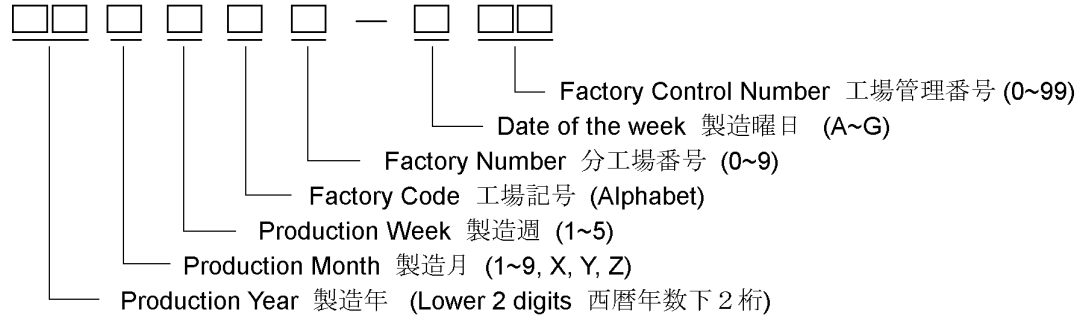 □□ □ □ □ □ — □ □□
Factory Control Number 工場管理番号 (0~99)
Date of the week 製造曜日 (A~G)
Factory Number 分工場番号 (0~9)
Factory Code 工場記号 (Alphabet)
Production Week 製造週 (1~5)
Production Month 製造月 (1~9, X, Y, Z)
Production Year 製造年 (Lower 2 digits 西暦年数下２桁)